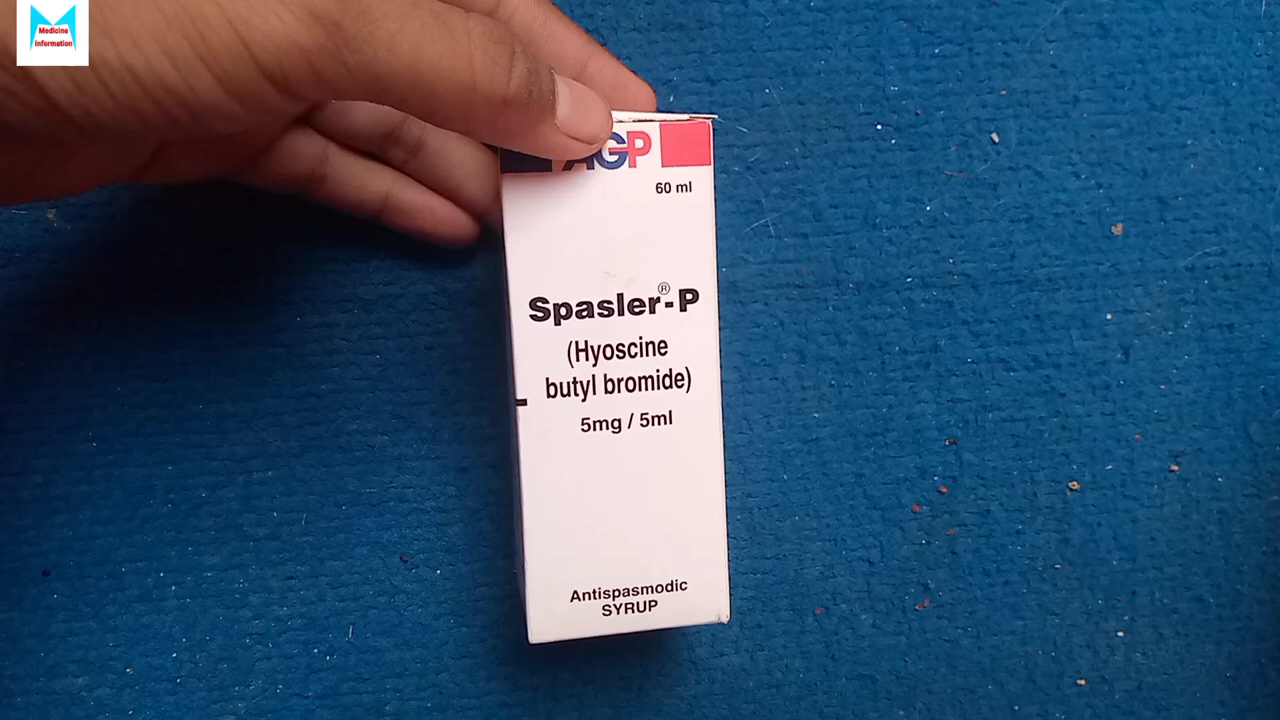 Medicine
Information
AGP
60 ml
Spasler®-P
(Hyoscine
butyl bromide)
5mg / 5ml
Antispasmodic
SYRUP